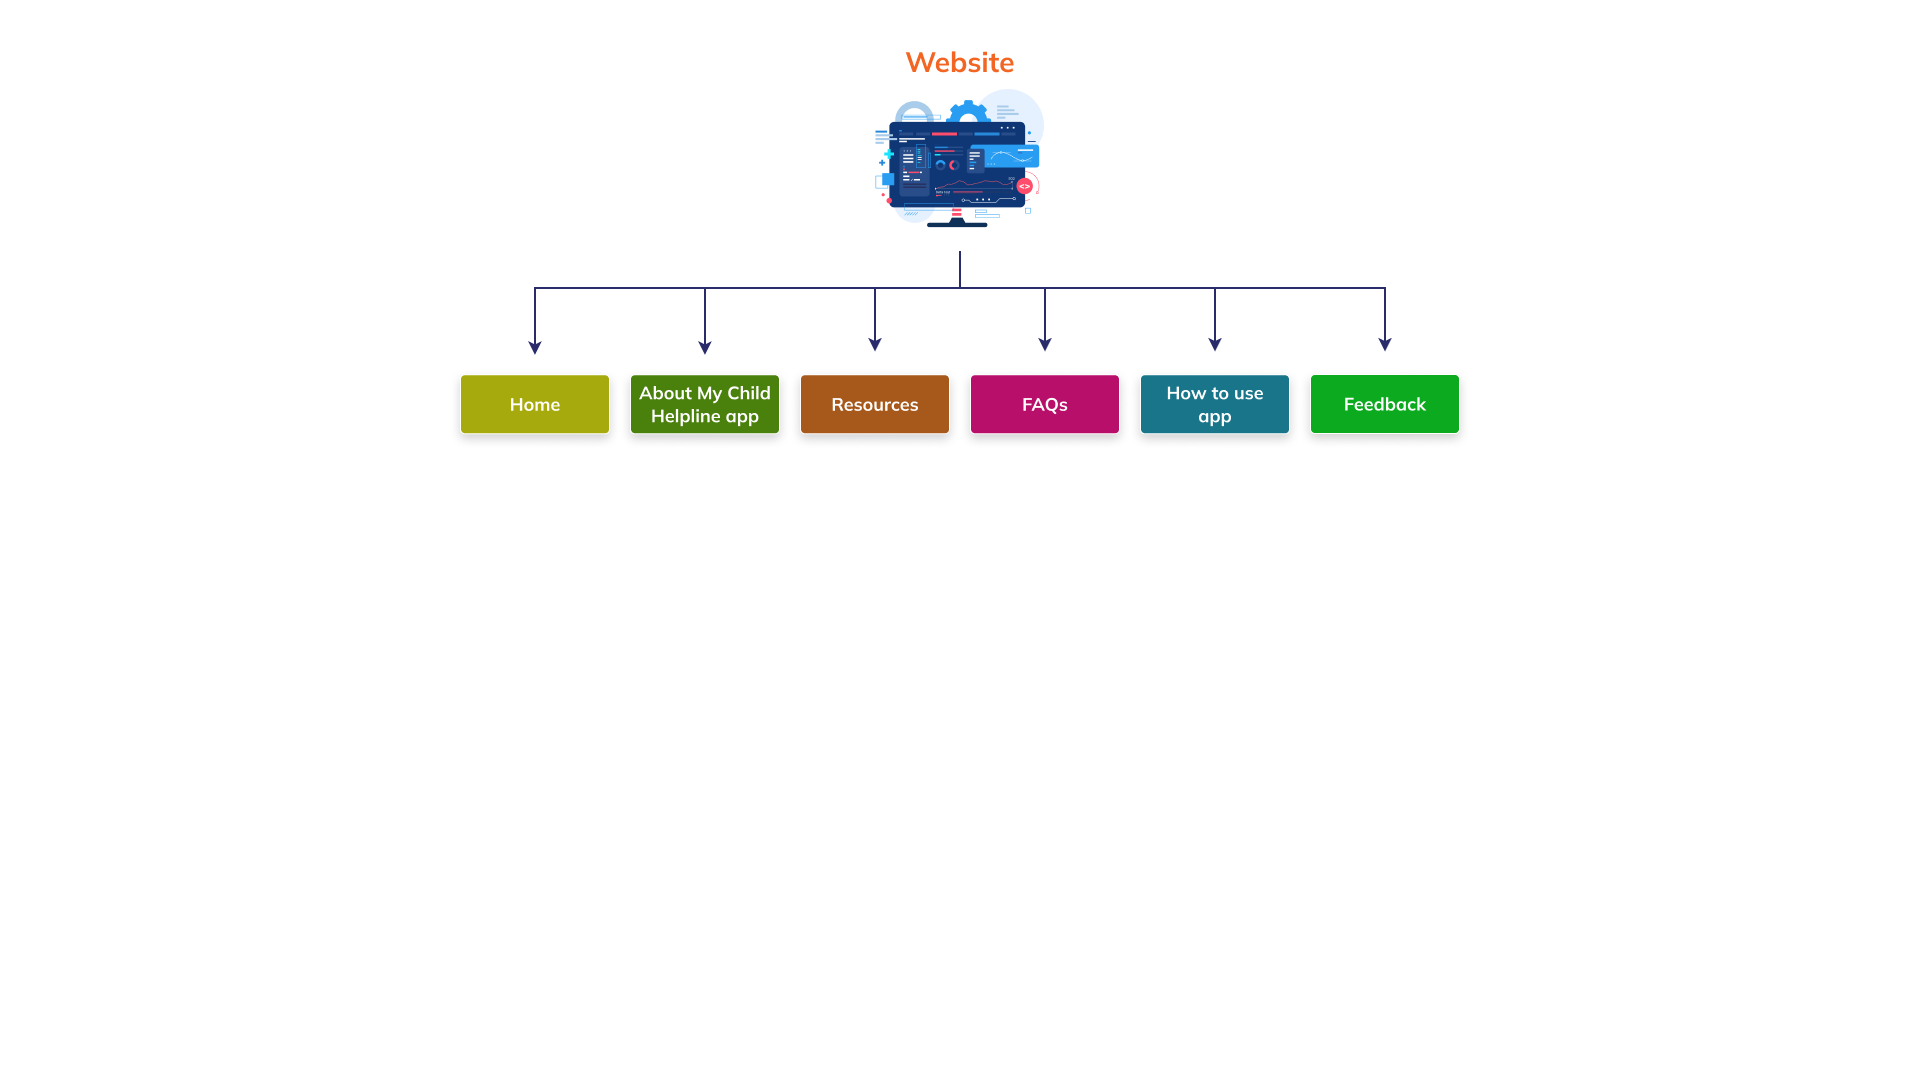 Website
Home
About My Child
Helpline app
Resources
FAQs
How to use
app
Feedback